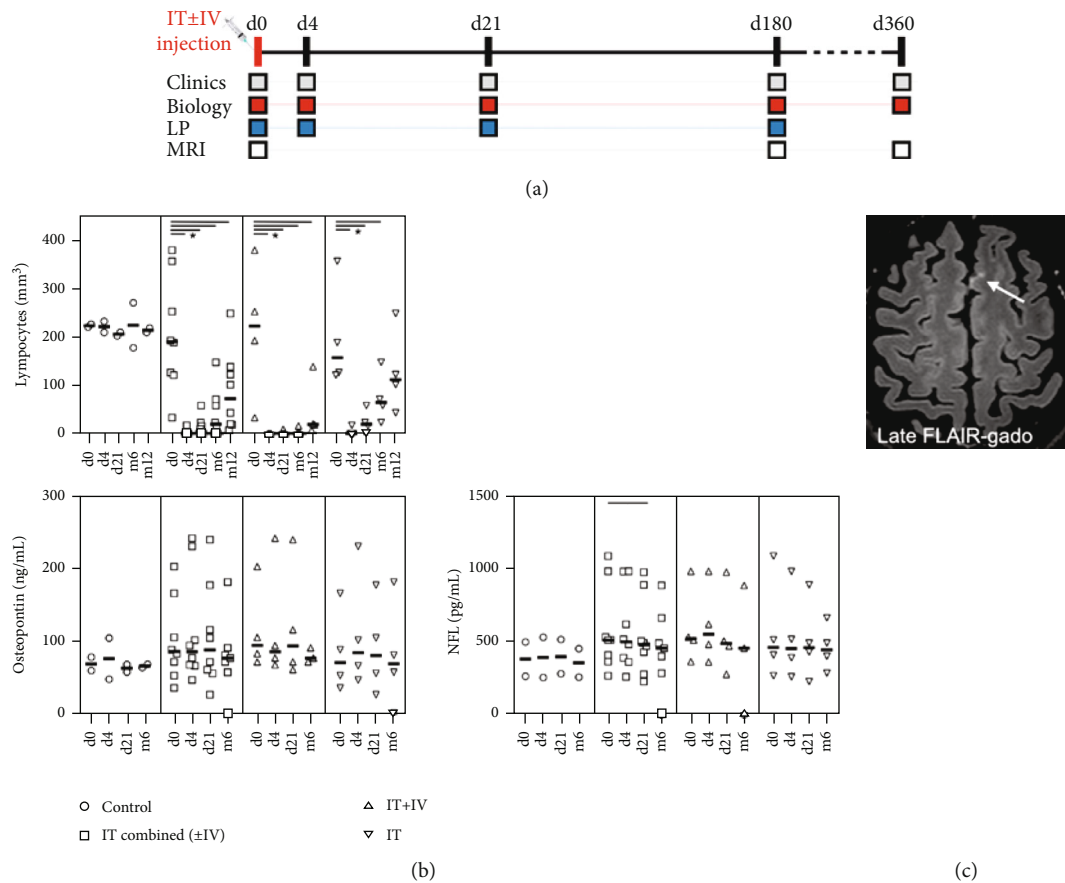 IT±IV
injection
d0 d4 d21 d180 d360
Clinics
Biology
LP
MRI
(a)
Lympocytes (mm³)
400
300
200
100
0
d0 d4 d21 m6 m12 d0 d4 d21 m6 m12 d0 d4 d21 m6 m12 d0 d4 d21 m6 m12
* * *
Late FLAIR-gado
Osteopontin (ng/mL)
300
200
100
0
d0 d4 d21 m6 d0 d4 d21 m6 d0 d4 d21 m6 d0 d4 d21 m6
NFL (pg/mL)
1500
1000
500
0
d0 d4 d21 m6 d0 d4 d21 m6 d0 d4 d21 m6 d0 d4 d21 m6
Control
IT combined (±IV)
IT+IV
IT
(b)
(c)